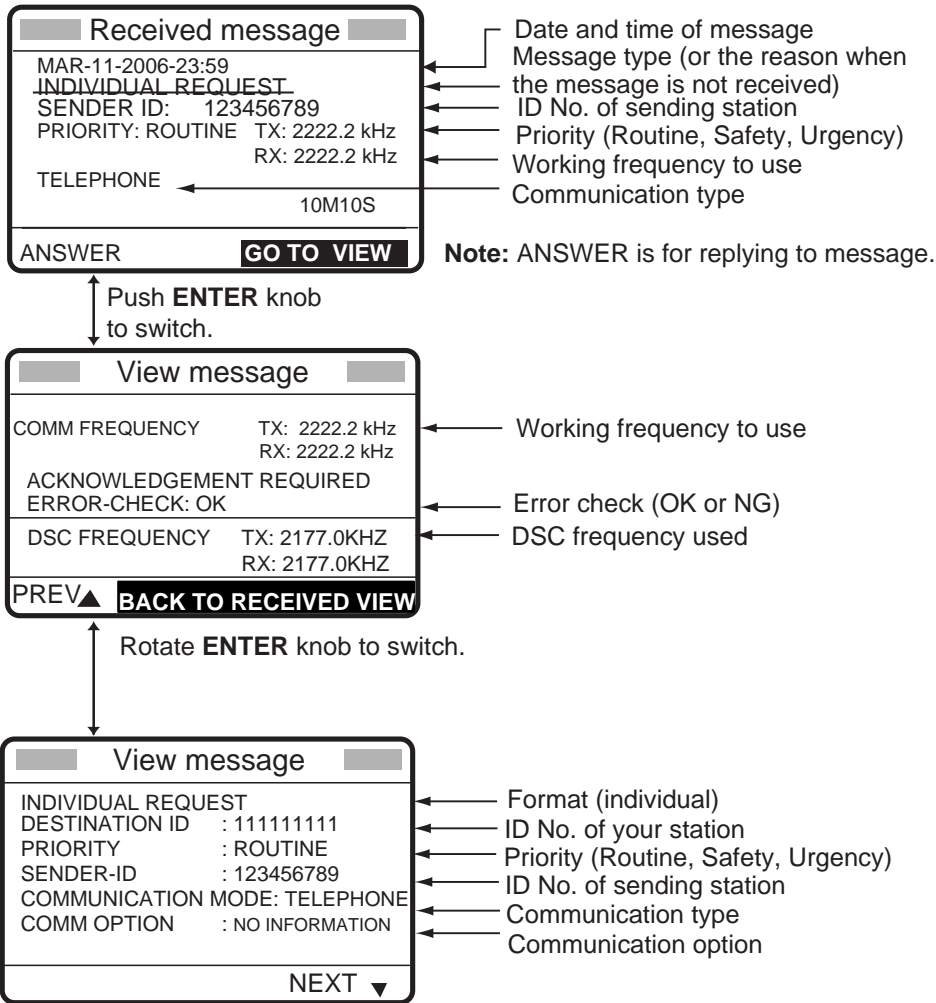 Received message
MAR-11-2006-23:59
INDIVIDUAL REQUEST
SENDER ID: 123456789
PRIORITY: ROUTINE TX: 2222.2 kHz
RX: 2222.2 kHz
TELEPHONE
10M10S
ANSWER GO TO VIEW
Date and time of message
Message type (or the reason when
the message is not received)
ID No. of sending station
Priority (Routine, Safety, Urgency)
Working frequency to use
Communication type
Note: ANSWER is for replying to message.
Push ENTER knob
to switch.
View message
COMM FREQUENCY TX: 2222.2 kHz
RX: 2222.2 kHz
ACKNOWLEDGEMENT REQUIRED
ERROR-CHECK: OK
DSC FREQUENCY TX: 2177.0KHZ
RX: 2177.0KHZ
PREV▲ BACK TO RECEIVED VIEW
Working frequency to use
Error check (OK or NG)
DSC frequency used
Rotate ENTER knob to switch.
View message
INDIVIDUAL REQUEST
DESTINATION ID : 111111111
PRIORITY : ROUTINE
SENDER-ID : 123456789
COMMUNICATION MODE: TELEPHONE
COMM OPTION : NO INFORMATION
NEXT ▼
Format (individual)
ID No. of your station
Priority (Routine, Safety, Urgency)
ID No. of sending station
Communication type
Communication option